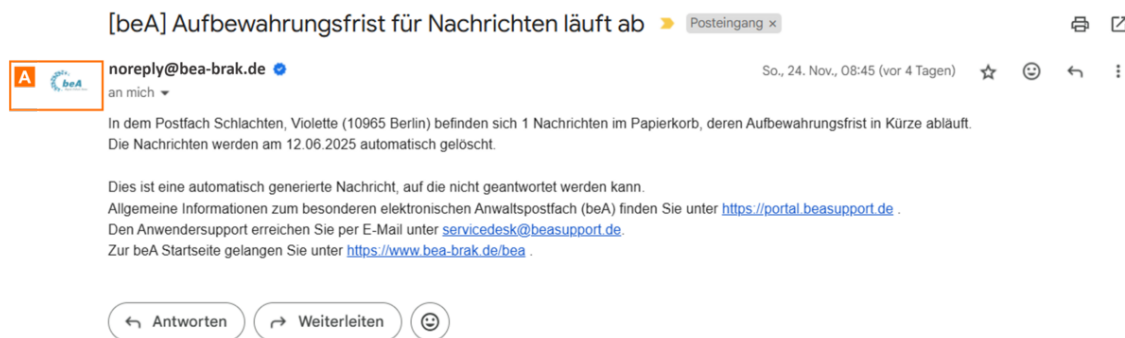 [beA] Aufbewahrungsfrist für Nachrichten läuft ab Posteingang ×
A beA noreply@bea-brak.de So., 24. Nov., 08:45 (vor 4 Tagen)
an mich
In dem Postfach Schlachten, Violette (10965 Berlin) befinden sich 1 Nachrichten im Papierkorb, deren Aufbewahrungsfrist in Kürze abläuft.
Die Nachrichten werden am 12.06.2025 automatisch gelöscht.
Dies ist eine automatisch generierte Nachricht, auf die nicht geantwortet werden kann.
Allgemeine Informationen zum besonderen elektronischen Anwaltspostfach (beA) finden Sie unter https://portal.beasupport.de .
Den Anwendersupport erreichen Sie per E-Mail unter servicedesk@beasupport.de.
Zur beA Startseite gelangen Sie unter https://www.bea-brak.de/bea .
Antworten Weiterleiten